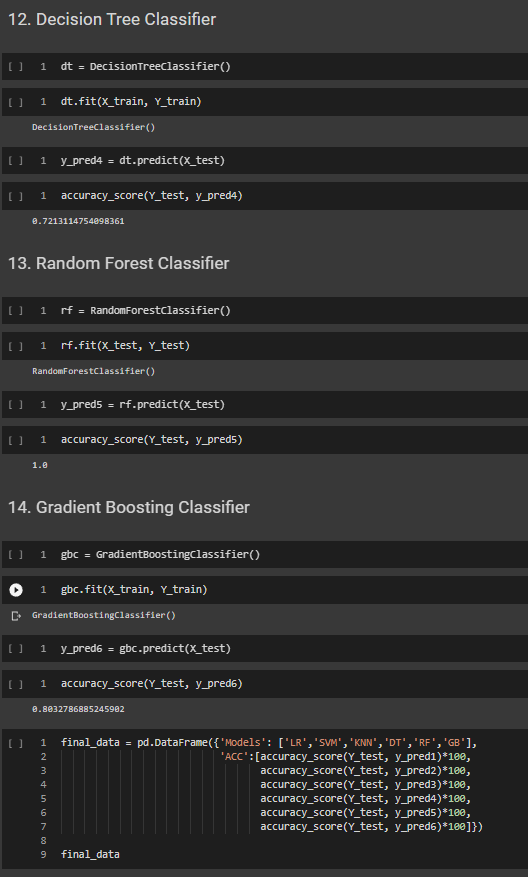 12. Decision Tree Classifier
[ ] 1 dt = DecisionTreeClassifier()
[ ] 1 dt.fit(X_train, Y_train)
DecisionTreeClassifier()
[ ] 1 y_pred4 = dt.predict(X_test)
[ ] 1 accuracy_score(Y_test, y_pred4)
0.7213114754098361
13. Random Forest Classifier
[ ] 1 rf = RandomForestClassifier()
[ ] 1 rf.fit(X_test, Y_test)
RandomForestClassifier()
[ ] 1 y_pred5 = rf.predict(X_test)
[ ] 1 accuracy_score(Y_test, y_pred5)
1.0
14. Gradient Boosting Classifier
[ ] 1 gbc = GradientBoostingClassifier()
1 gbc.fit(X_train, Y_train)
GradientBoostingClassifier()
[ ] 1 y_pred6 = gbc.predict(X_test)
[ ] 1 accuracy_score(Y_test, y_pred6)
0.8032786885245902
[ ] 1 final_data = pd.DataFrame({'Models': ['LR','SVM','KNN','DT','RF','GB'],
2 'ACC':[accuracy_score(Y_test, y_pred1)*100,
3 accuracy_score(Y_test, y_pred2)*100,
4 accuracy_score(Y_test, y_pred3)*100,
5 accuracy_score(Y_test, y_pred4)*100,
6 accuracy_score(Y_test, y_pred5)*100,
7 accuracy_score(Y_test, y_pred6)*100]})
8
9 final_data